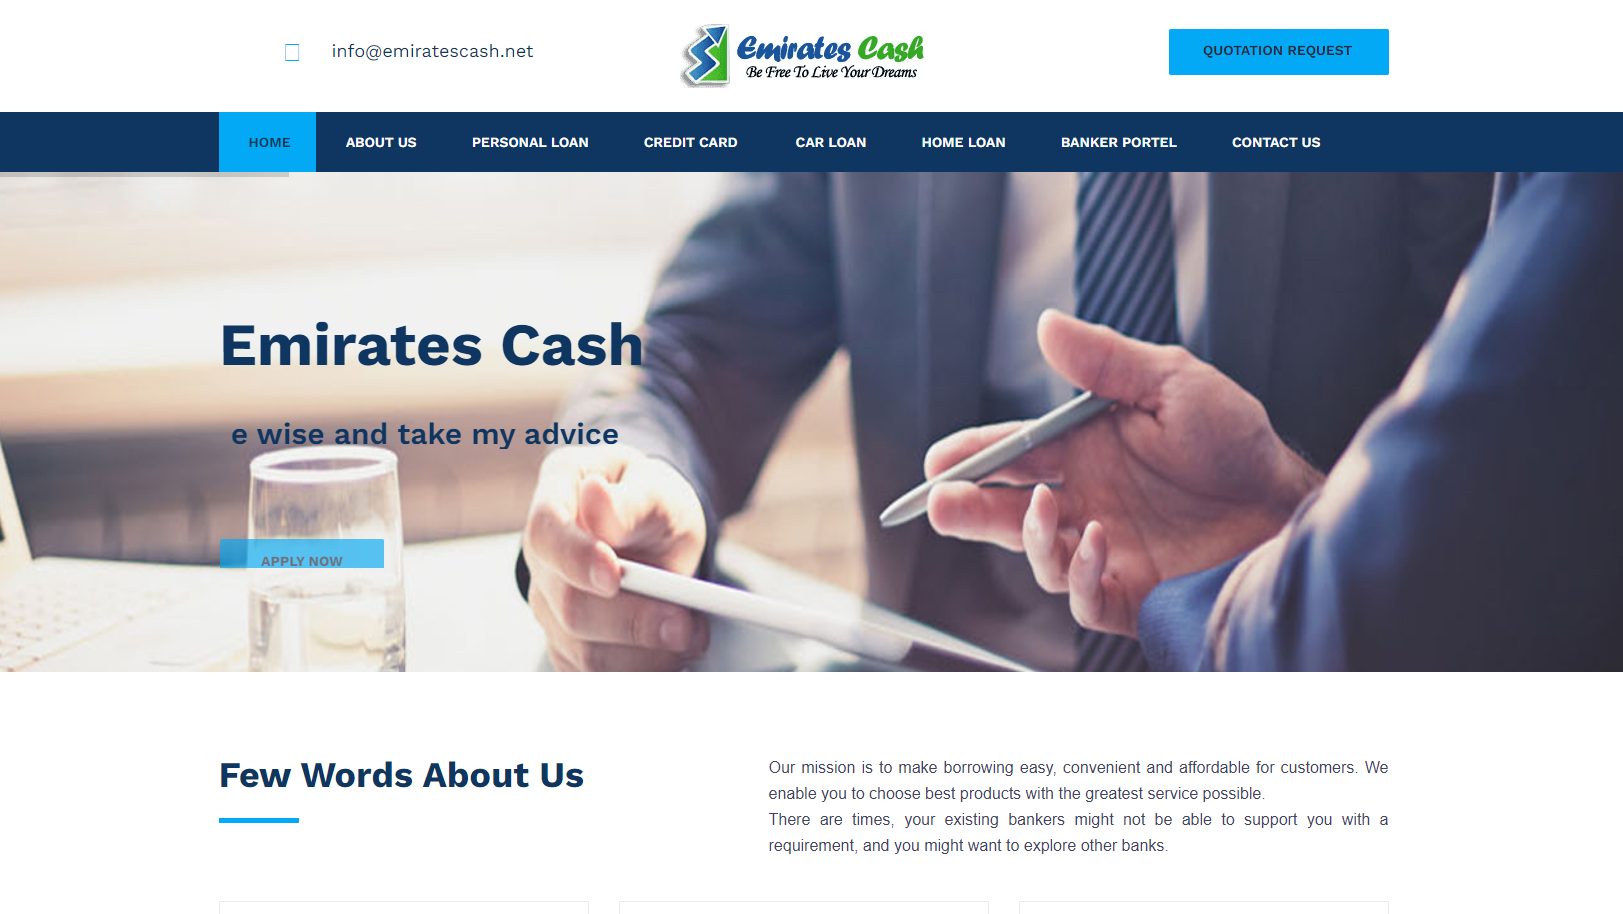 info@emiratescash.net
Emirates Cash
Be Free To Live Your Dreams
QUOTATION REQUEST
HOME
ABOUT US
PERSONAL LOAN
CREDIT CARD
CAR LOAN
HOME LOAN
BANKER PORTEL
CONTACT US
Emirates Cash
e wise and take my advice
APPLY NOW
Few Words About Us
Our mission is to make borrowing easy, convenient and affordable for customers. We
enable you to choose best products with the greatest service possible.
There are times, your existing bankers might not be able to support you with a
requirement, and you might want to explore other banks.